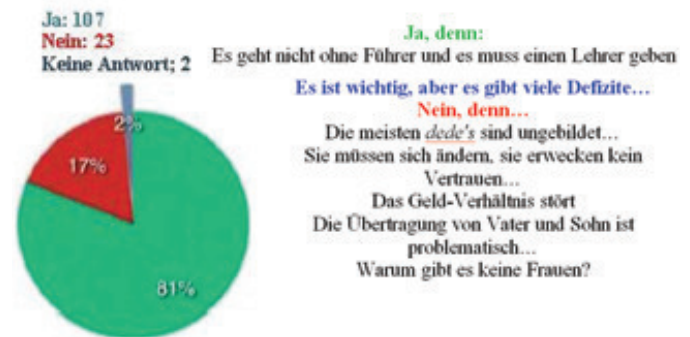 Ja: 107
Nein: 23
Keine Antwort; 2
2%
17%
81%
Ja, denn:
Es geht nicht ohne Führer und es muss einen Lehrer geben
Es ist wichtig, aber es gibt viele Defizite…
Nein, denn…
Die meisten dede's sind ungebildet…
Sie müssen sich ändern, sie erwecken kein
Vertrauen…
Das Geld-Verhältnis stört
Die Übertragung von Vater und Sohn ist
problematisch…
Warum gibt es keine Frauen?